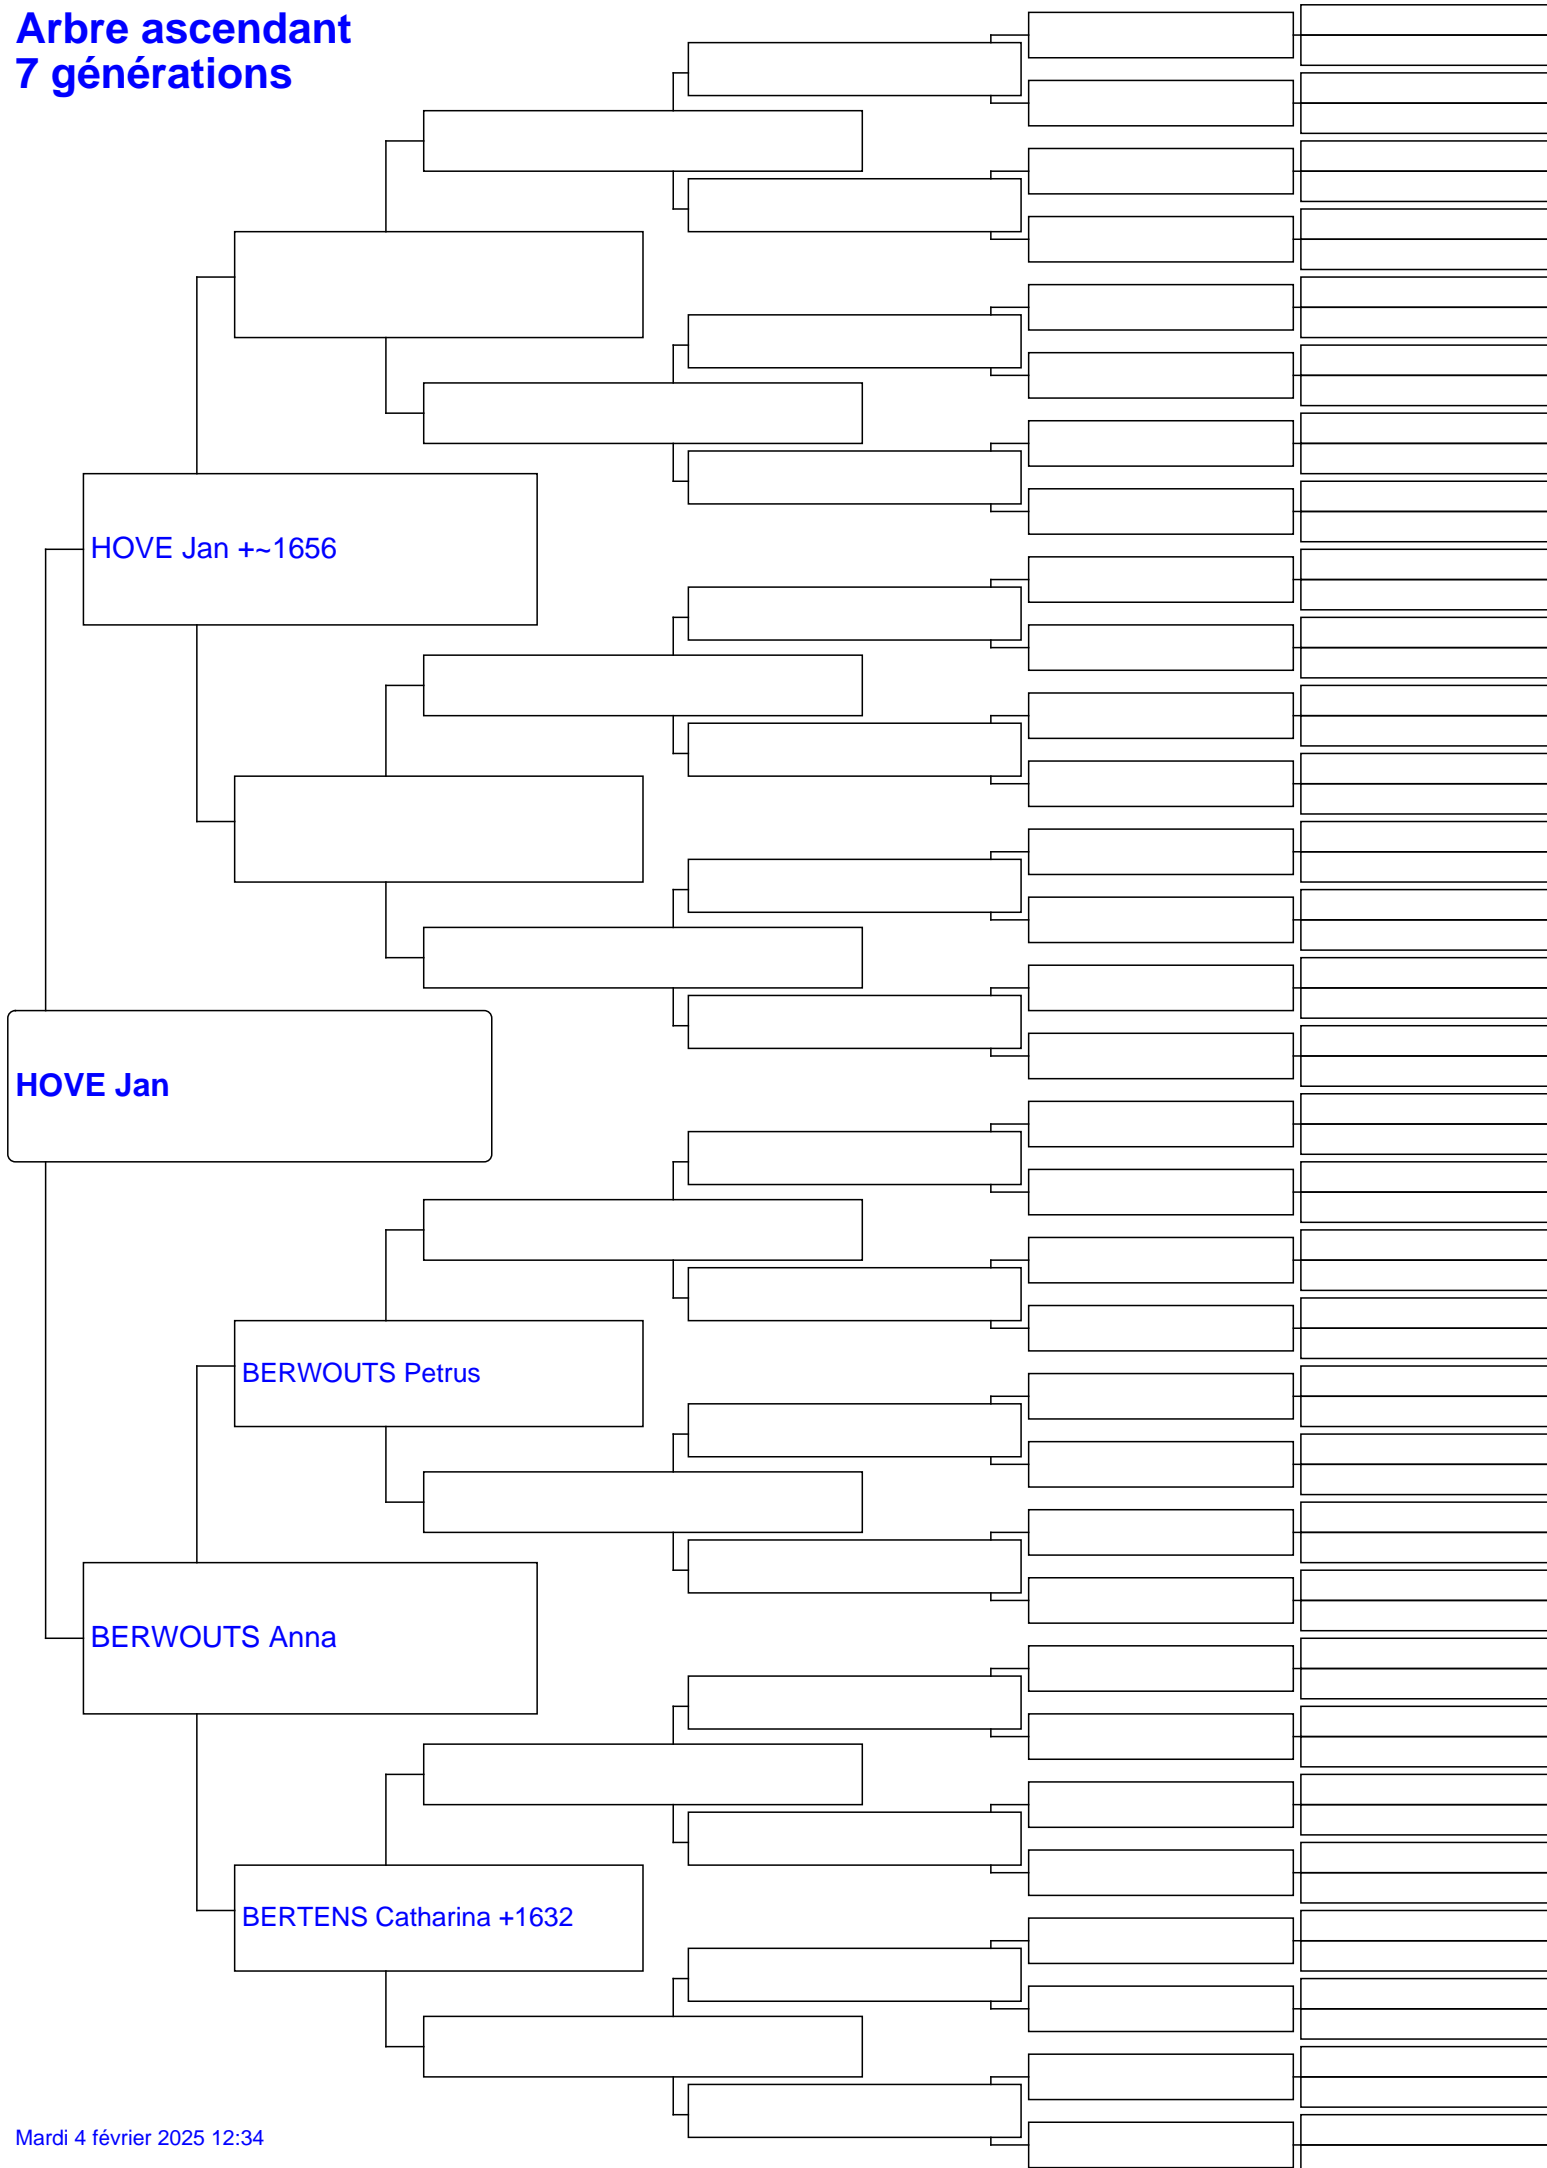 Arbre ascendant
7 générations
HOVE Jan +~1656
HOVE Jan
BERWOUTS Petrus
BERWOUTS Anna
BERTENS Catharina +1632
Mardi 4 février 2025 12:34